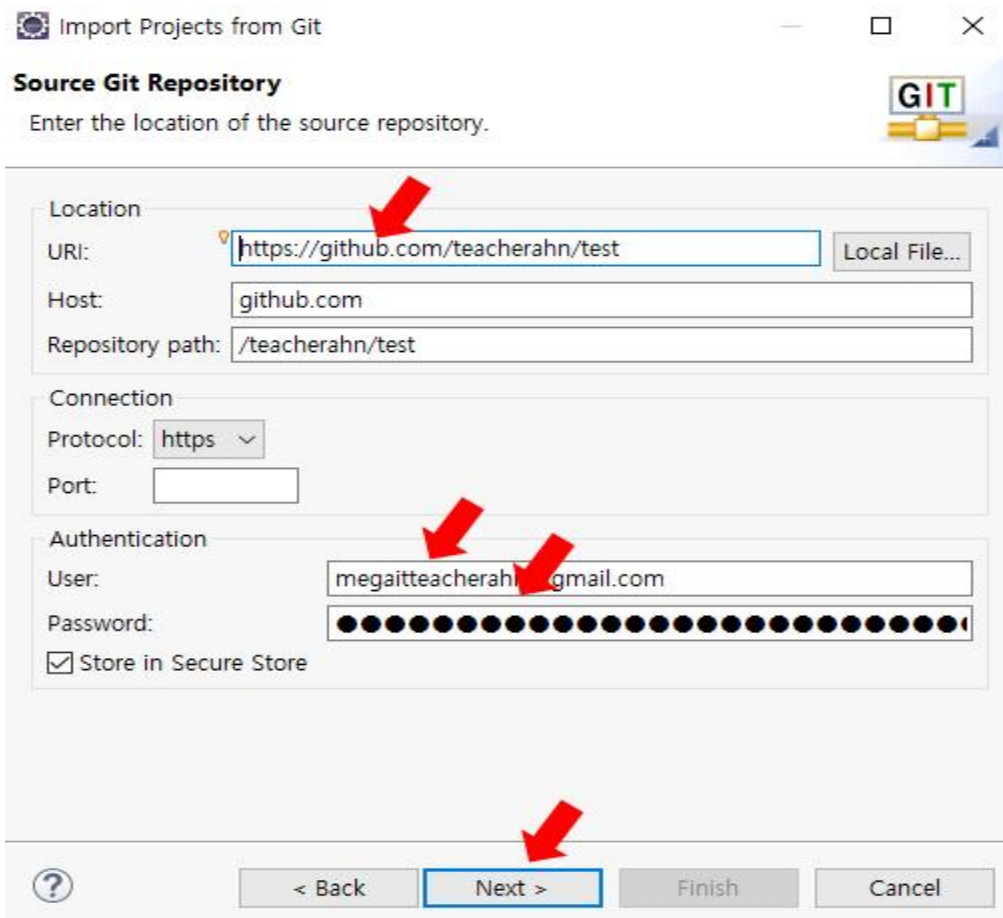 Import Projects from Git
Source Git Repository
Enter the location of the source repository.
GIT
Location
URI: https://github.com/teacherahn/test Local File...
Host: github.com
Repository path: /teacherahn/test
Connection
Protocol: https
Port:
Authentication
User: gmail.com
Password: ●●●●●●●●●●●●●●●●●●●●●●●●●●
Store in Secure Store
? < Back Next > Finish Cancel